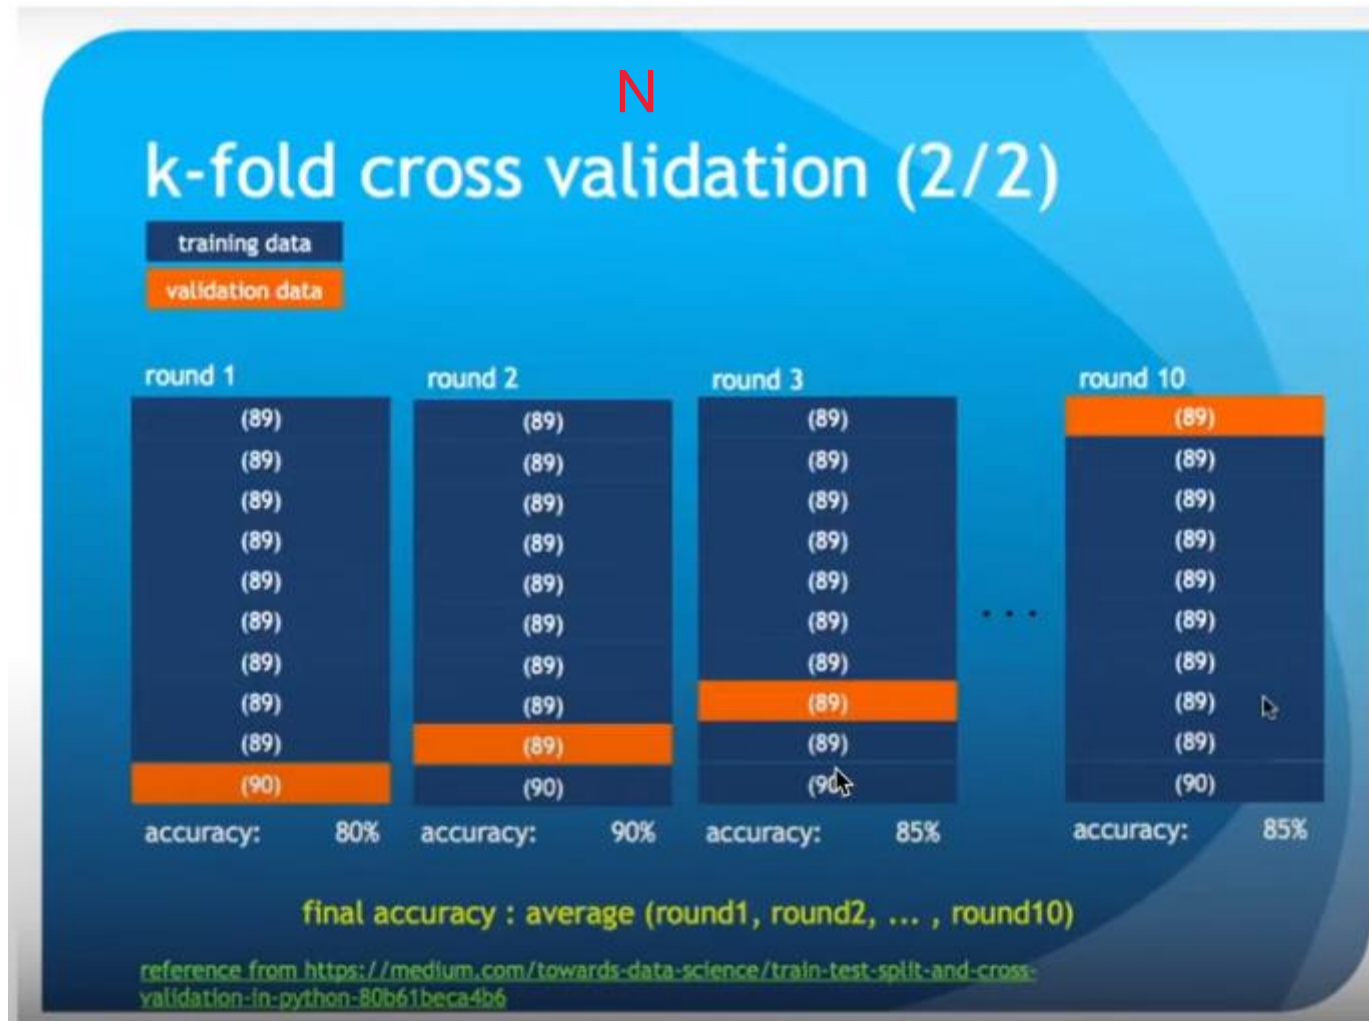 N
k-fold cross validation (2/2)
training data
validation data
round 1
(89)
(89)
(89)
(89)
(89)
(89)
(89)
(89)
(89)
(90)
accuracy: 80%
round 2
(89)
(89)
(89)
(89)
(89)
(89)
(89)
(89)
(89)
(90)
accuracy: 90%
round 3
(89)
(89)
(89)
(89)
(89)
(89)
(89)
(89)
(89)
(90
accuracy: 85%
...
round 10
(89)
(89)
(89)
(89)
(89)
(89)
(89)
(89)
(89)
(90)
accuracy: 85%
final accuracy : average (round1, round2, ... , round10)
reference from https://medium.com/towards-data-science/train-test-split-and-cross-
validation-in-python-80b61beca4b6